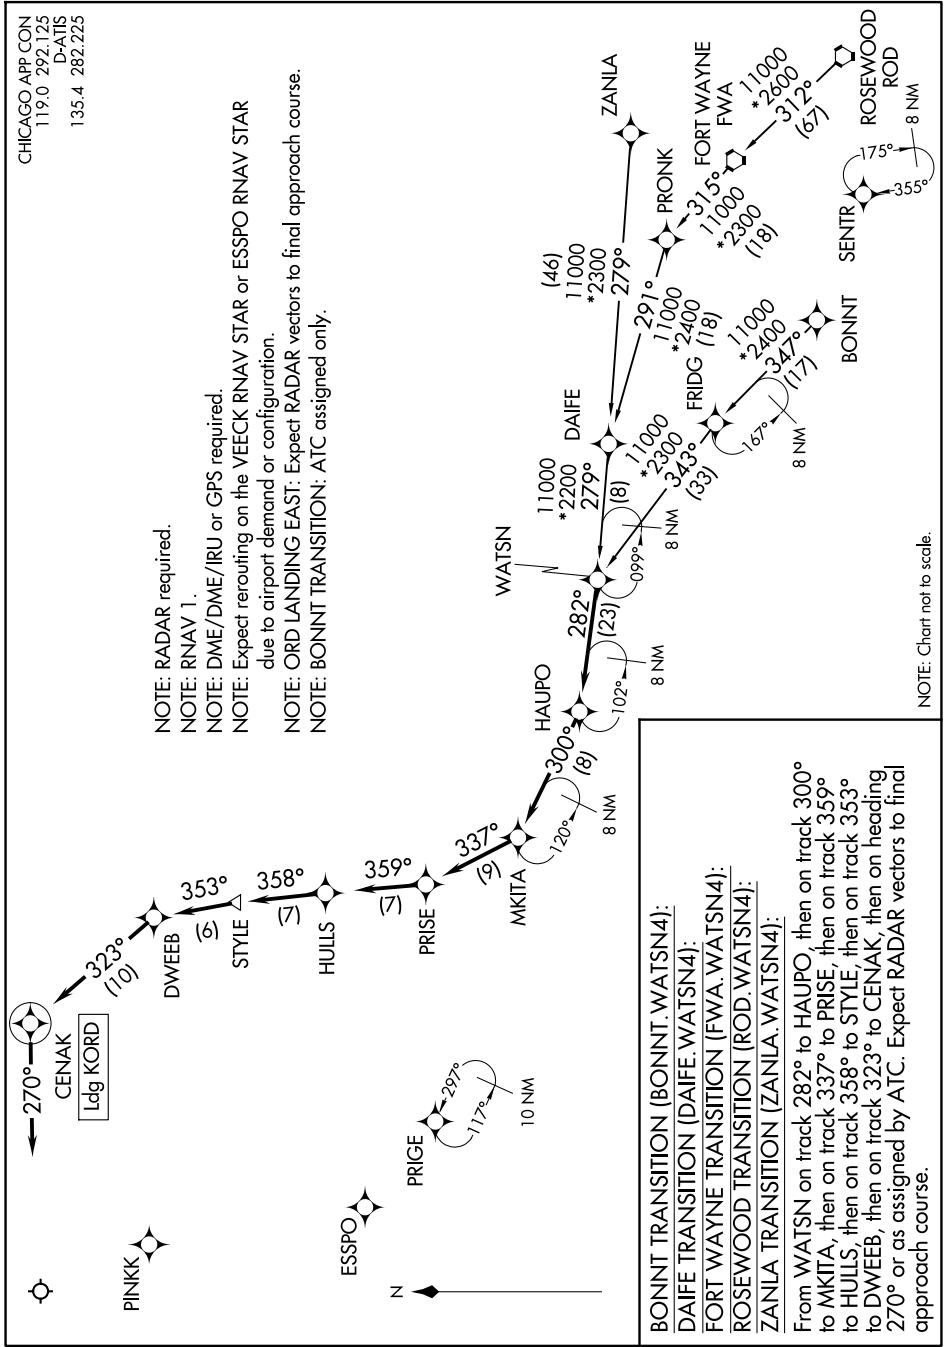 CHICAGO APP CON
119.0 292.125
D-ATIS
135.4 282.225
NOTE: RADAR required.
NOTE: RNAV 1.
NOTE: DME/DME/IRU or GPS required.
NOTE: Expect rerouting on the VEECK RNAV STAR or ESSPO RNAV STAR
due to airport demand or configuration.
NOTE: ORD LANDING EAST: Expect RADAR vectors to final approach course.
NOTE: BONNT TRANSITION: ATC assigned only.
270°
CENAK
Ldg KORD
323°
(10)
DWEEB
353°
(6)
STYLE
358°
(7)
HULLS
359°
(7)
PRISE
337°
(9)
MKITA
120°
8 NM
300°
(8)
HAUPO
102°
8 NM
282°
(23)
WATSN
099°
8 NM
11000
*2200
279°
(8)
DAIFE
(46)
11000
*2300
279°
ZANLA
291°
11000
*2400
(18)
PRONK
315°
11000
*2300
(18)
FORT WAYNE
FWA
11000
*2600
312°
(67)
ROSEWOOD
ROD
11000
*2300
343°
(33)
FRIDG
167°
8 NM
11000
*2400
347°
(17)
BONNT
SENTR
175°
355°
8 NM
PINKK
ESSPO
PRIGE
297°
117°
10 NM
N
NOTE: Chart not to scale.
BONNT TRANSITION (BONNT.WATSN4):
DAIFE TRANSITION (DAIFE.WATSN4):
FORT WAYNE TRANSITION (FWA.WATSN4):
ROSEWOOD TRANSITION (ROD.WATSN4):
ZANLA TRANSITION (ZANLA.WATSN4):
From WATSN on track 282° to HAUPO, then on track 300°
to MKITA, then on track 337° to PRISE, then on track 359°
to HULLS, then on track 358° to STYLE, then on track 353°
to DWEEB, then on track 323° to CENAK, then on heading
270° or as assigned by ATC. Expect RADAR vectors to final
approach course.